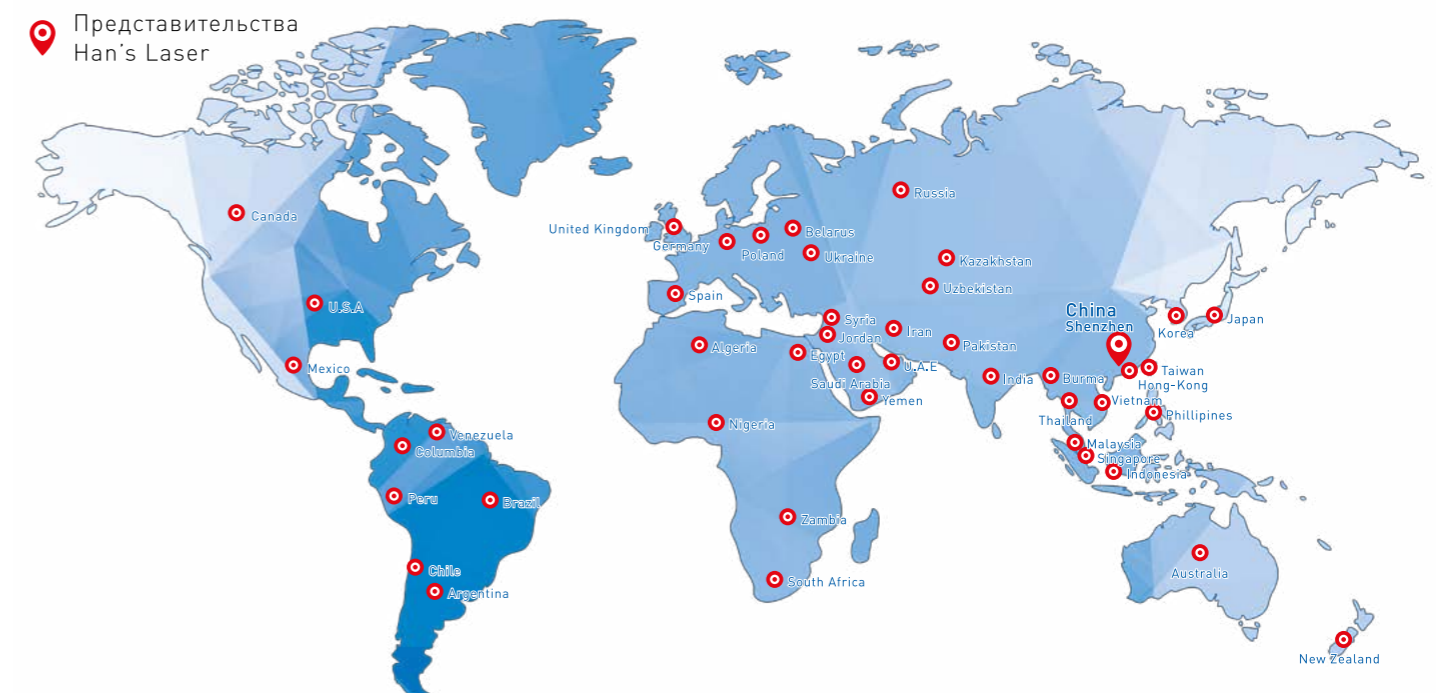 Представительства
Han's Laser
Canada
U.S.A
Mexico
Venezuela
Columbia
Peru
Brazil
Chile
Argentina
United Kingdom
Germany
Poland
Belarus
Ukraine
Spain
Russia
Kazakhstan
Uzbekistan
Syria
Jordan
Iran
Pakistan
Algeria
Egypt
Saudi Arabia
U.A.E
Yemen
Nigeria
Zambia
South Africa
China
Shenzhen
Korea
Japan
Taiwan
Hong-Kong
India
Burma
Vietnam
Thailand
Phillipines
Malaysia
Singapore
Indonesia
Australia
New Zealand